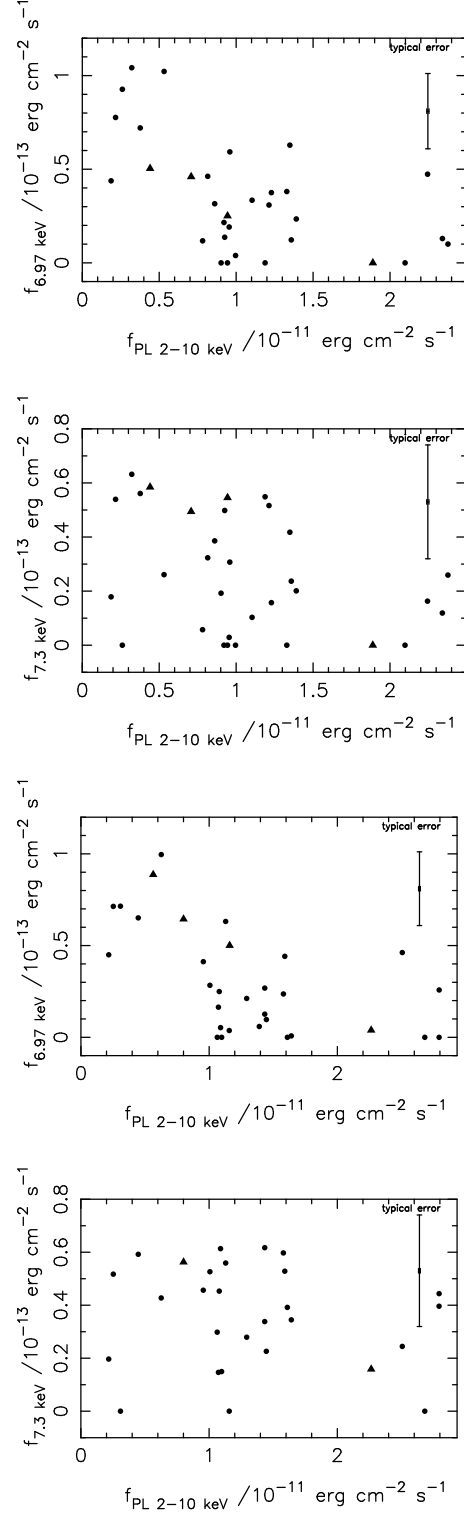 typical error
1
0.5
0
f6.97 keV /10−13 erg cm−2 s−1
0 0.5 1 1.5 2
fPL 2−10 keV /10−11 erg cm−2 s−1
typical error
0.8
0.6
0.4
0.2
0
f7.3 keV /10−13 erg cm−2 s−1
0 0.5 1 1.5 2
fPL 2−10 keV /10−11 erg cm−2 s−1
typical error
1
0.5
0
f6.97 keV /10−13 erg cm−2 s−1
0 1 2
fPL 2−10 keV /10−11 erg cm−2 s−1
typical error
0.8
0.6
0.4
0.2
0
f7.3 keV /10−13 erg cm−2 s−1
0 1 2
fPL 2−10 keV /10−11 erg cm−2 s−1